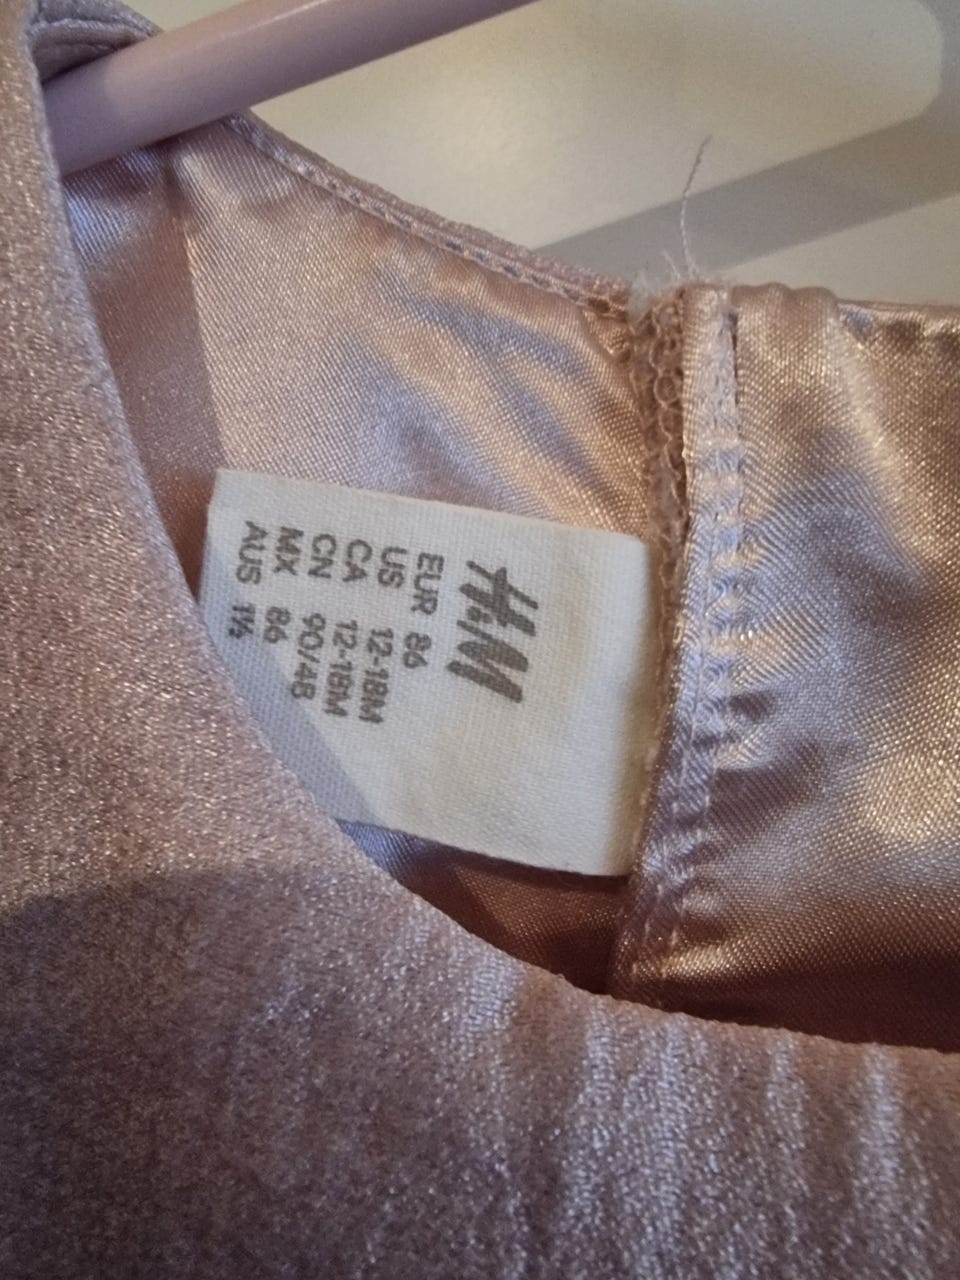 H&M
EUR 86
US 12-18M
CA 12-18M
CN 90/48
MX 86
AUS 1½